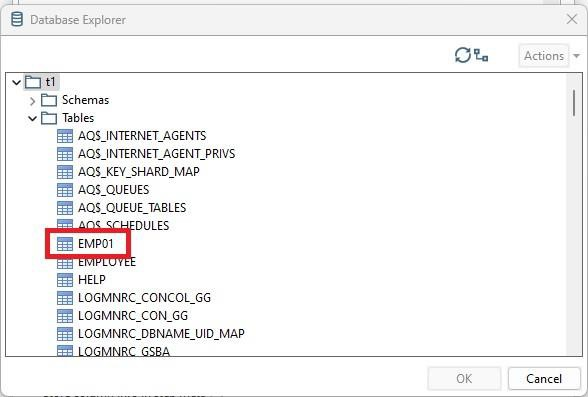 Database Explorer
Actions
t1
Schemas
Tables
AQ$_INTERNET_AGENTS
AQ$_INTERNET_AGENT_PRIVS
AQ$_KEY_SHARD_MAP
AQ$_QUEUES
AQ$_QUEUE_TABLES
AQ$_SCHEDULES
EMP01
EMPLOYEE
HELP
LOGMNRC_CONCOL_GG
LOGMNRC_CON_GG
LOGMNRC_DBNAME_UID_MAP
LOGMNRC_GSBA
OK Cancel